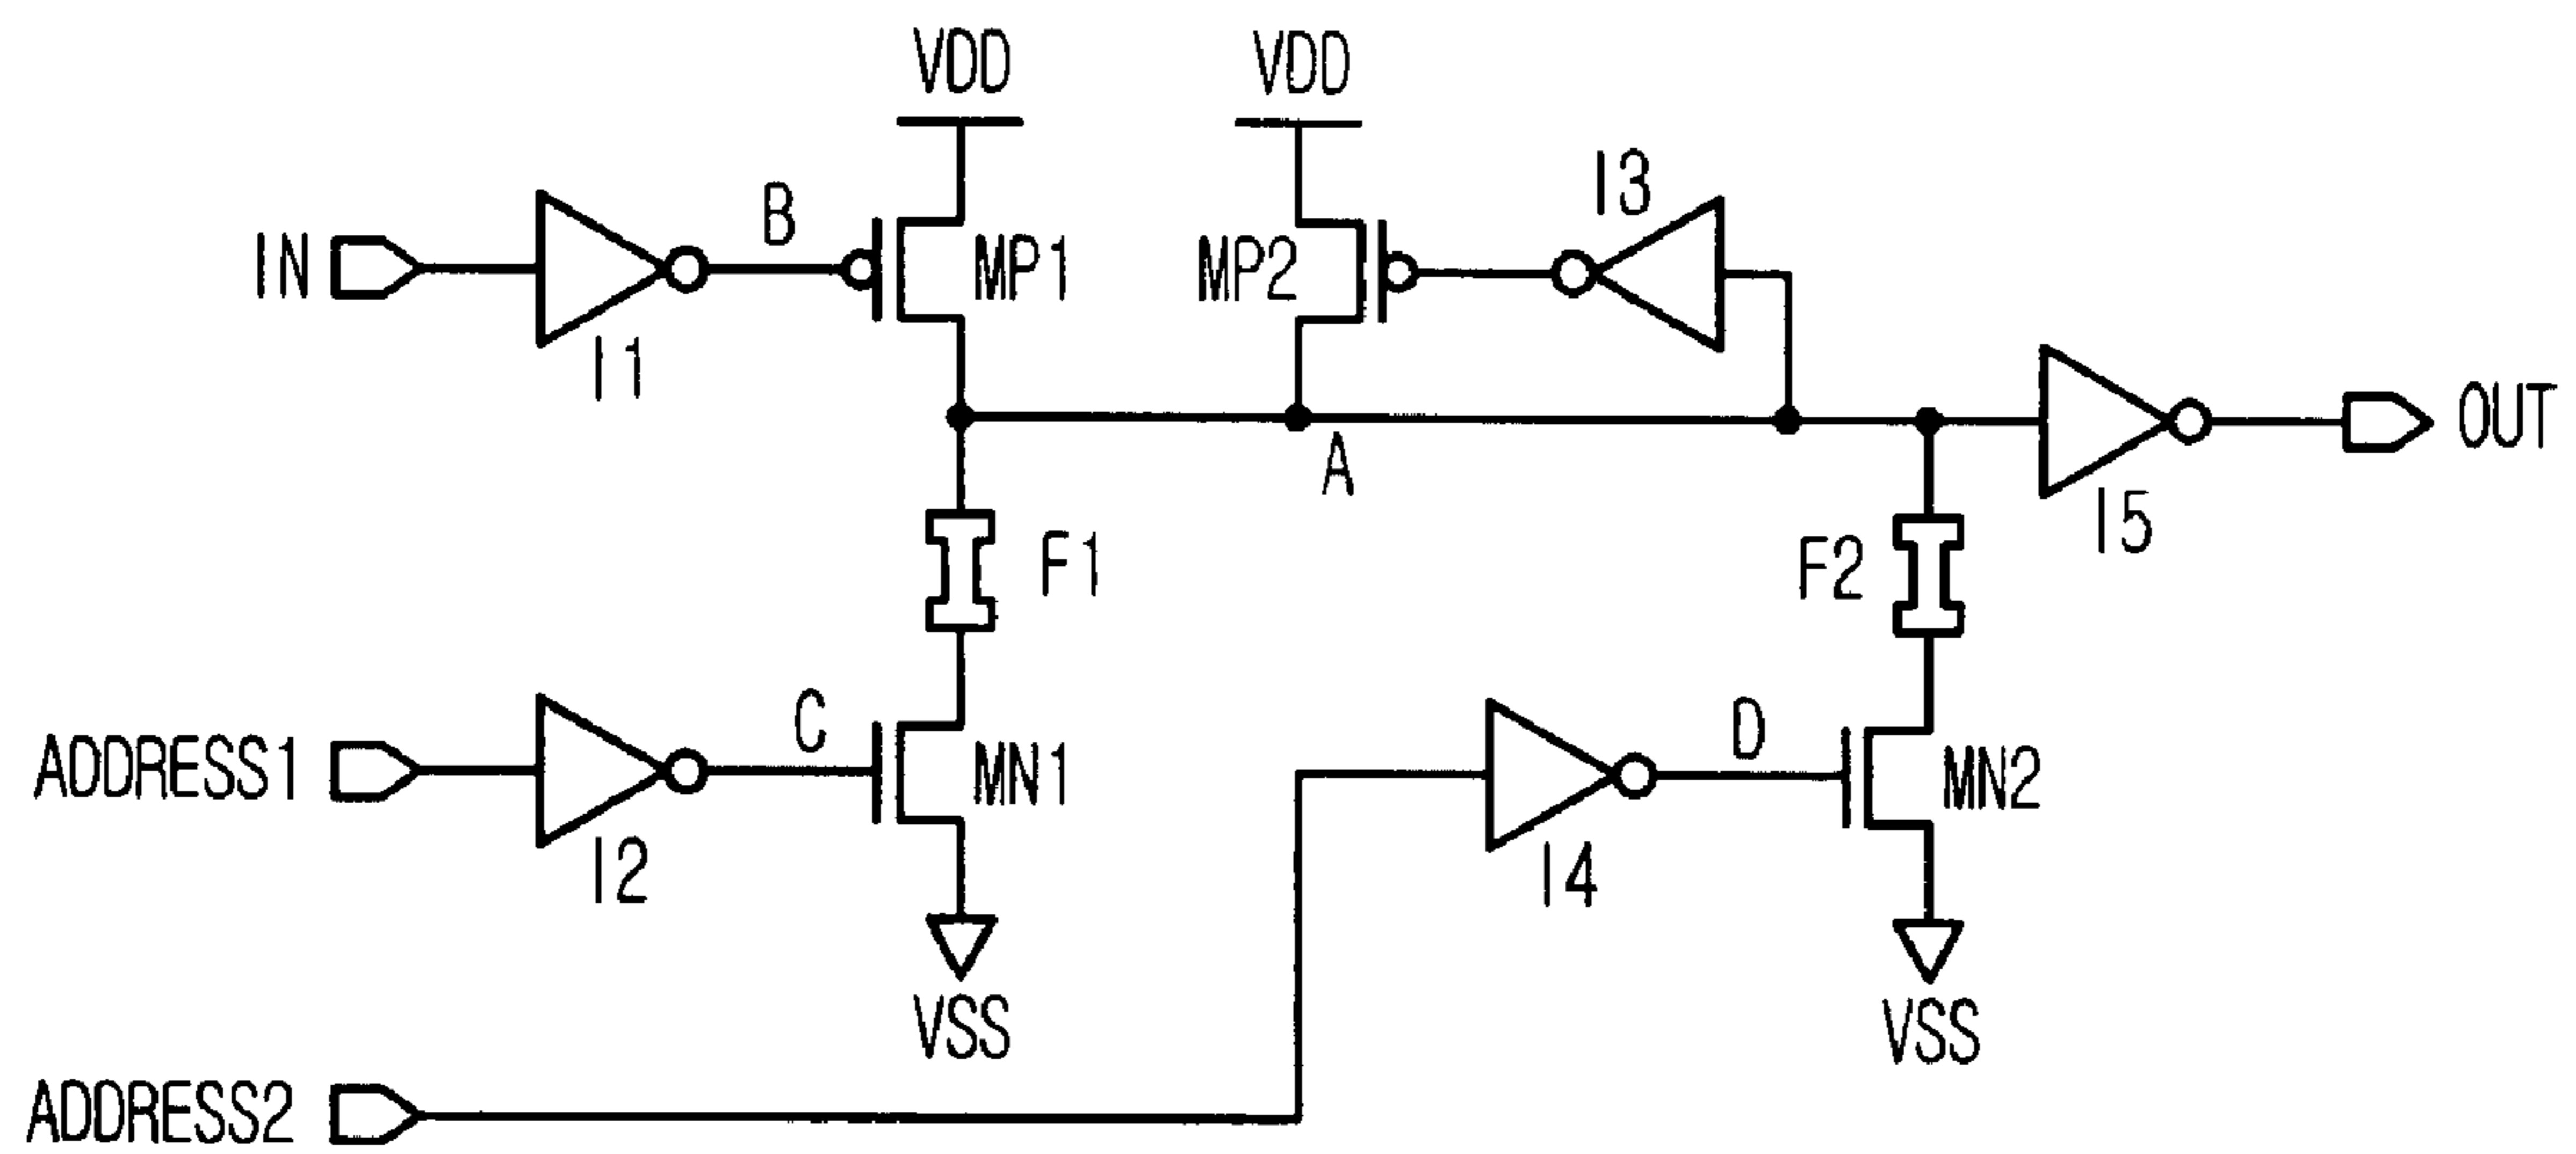 VDD
VDD
I3
B
IN
MP1
MP2
I1
OUT
A
I5
F1
F2
C
D
ADDRESS1
MN1
MN2
I2
I4
VSS
VSS
ADDRESS2